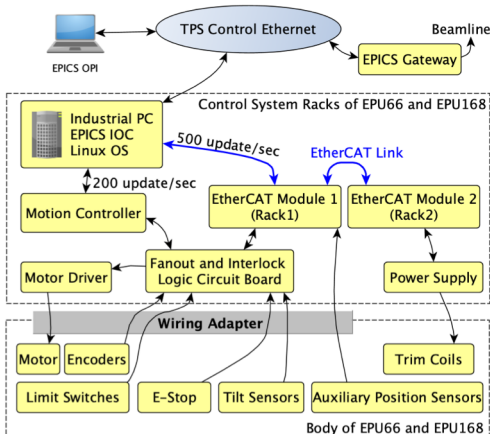 TPS Control Ethernet
EPICS OPI
Beamline
EPICS Gateway
Control System Racks of EPU66 and EPU168
Industrial PC
EPICS IOC
Linux OS
500 update/sec
EtherCAT Link
200 update/sec
Motion Controller
EtherCAT Module 1
(Rack1)
EtherCAT Module 2
(Rack2)
Motor Driver
Fanout and Interlock
Logic Circuit Board
Power Supply
Wiring Adapter
Motor
Encoders
Trim Coils
Limit Switches
E-Stop
Tilt Sensors
Auxiliary Position Sensors
Body of EPU66 and EPU168